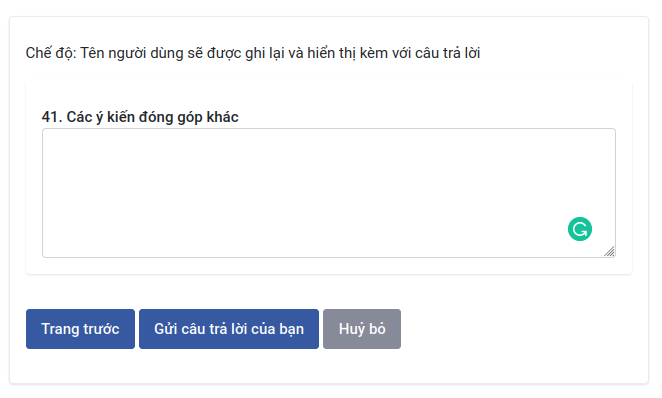 Chế độ: Tên người dùng sẽ được ghi lại và hiển thị kèm với câu trả lời
41. Các ý kiến đóng góp khác
Trang trước Gửi câu trả lời của bạn Huỷ bỏ